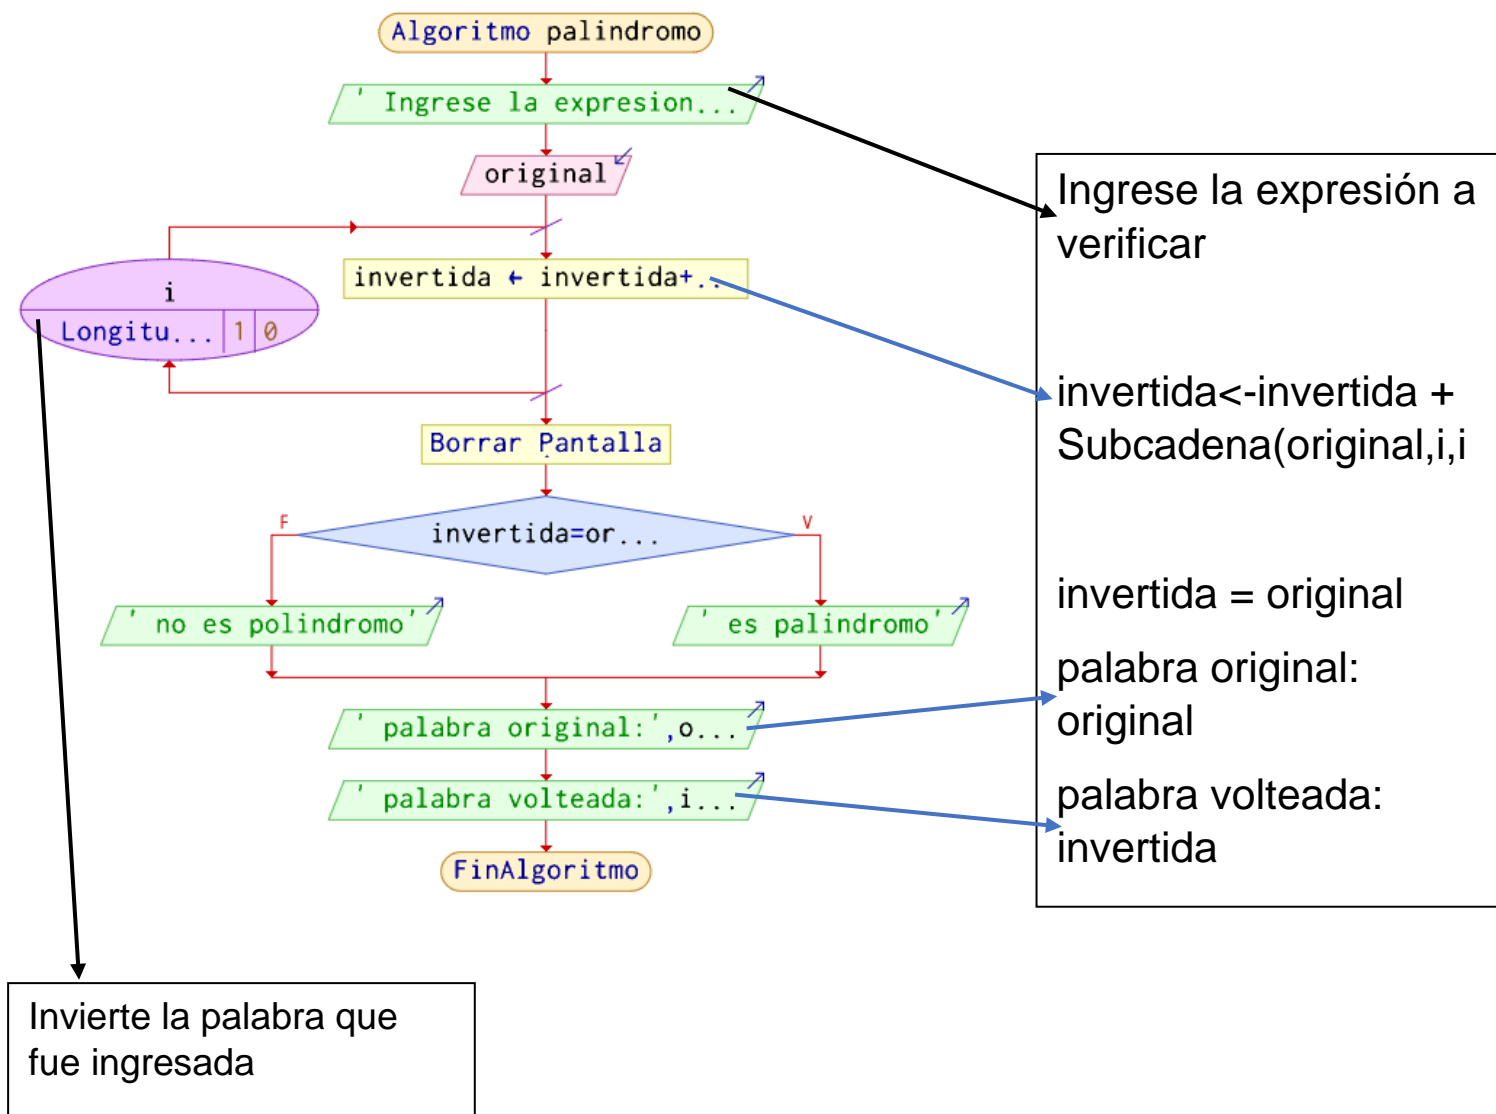 Algoritmo palindromo
' Ingrese la expresion...
original
i
Longitu... 1 0
invertida ← invertida+..
Borrar Pantalla
invertida=or...
F
V
' no es polindromo'
' es palindromo'
' palabra original:',o...
' palabra volteada:',i...
FinAlgoritmo
Ingrese la expresión a
verificar
invertida<-invertida +
Subcadena(original,i,i
invertida = original
palabra original:
original
palabra volteada:
invertida
Invierte la palabra que
fue ingresada